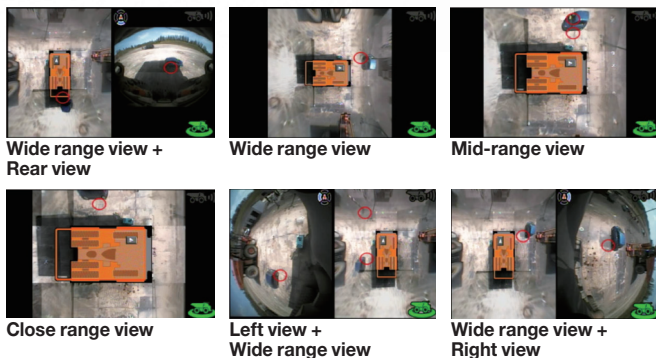 Wide range view +
Rear view
Wide range view
Mid-range view
Close range view
Left view +
Wide range view
Wide range view +
Right view